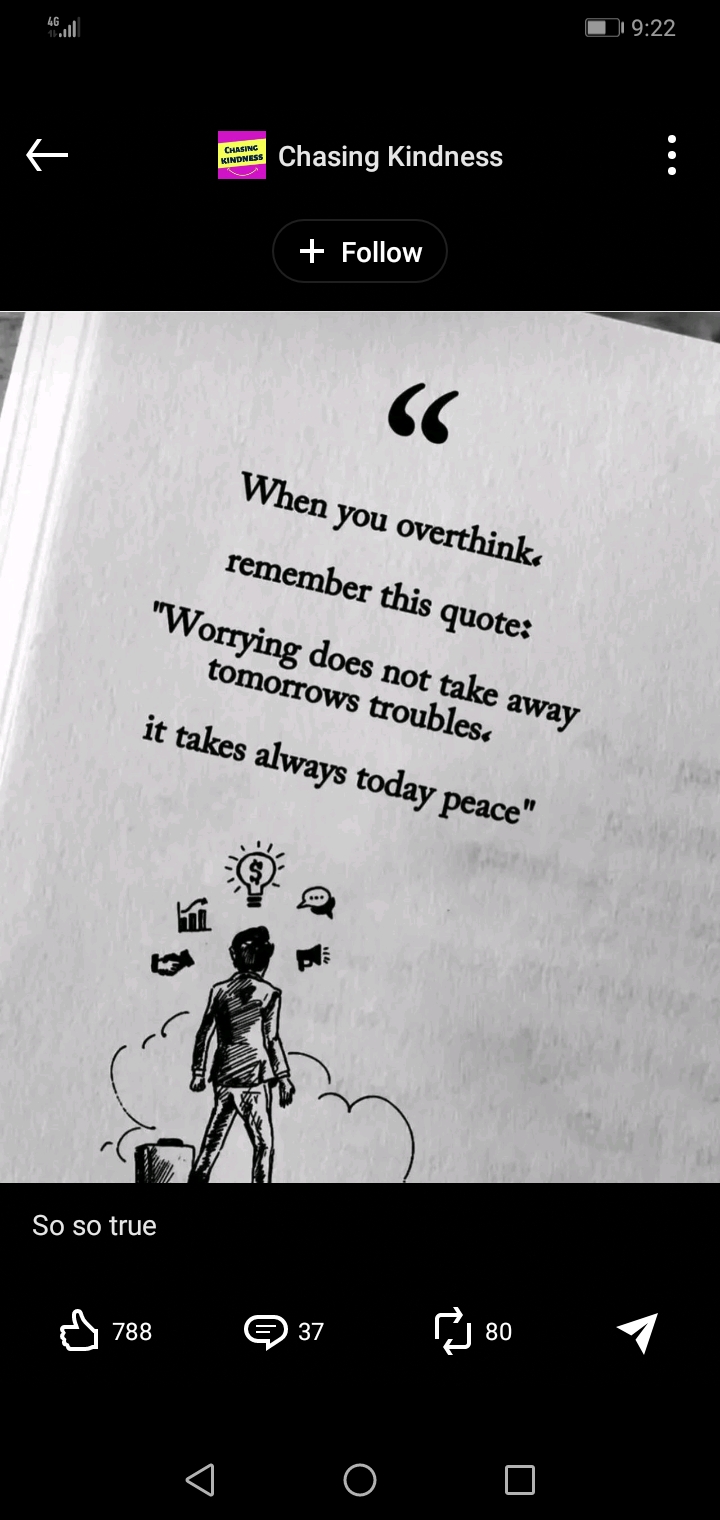 4G
9:22
CHASING
KINDNESS
Chasing Kindness
+ Follow
“
When you overthink،
remember this quote:
"Worrying does not take away
tomorrows troubles،
it takes always today peace"
$
So so true
788
37
80